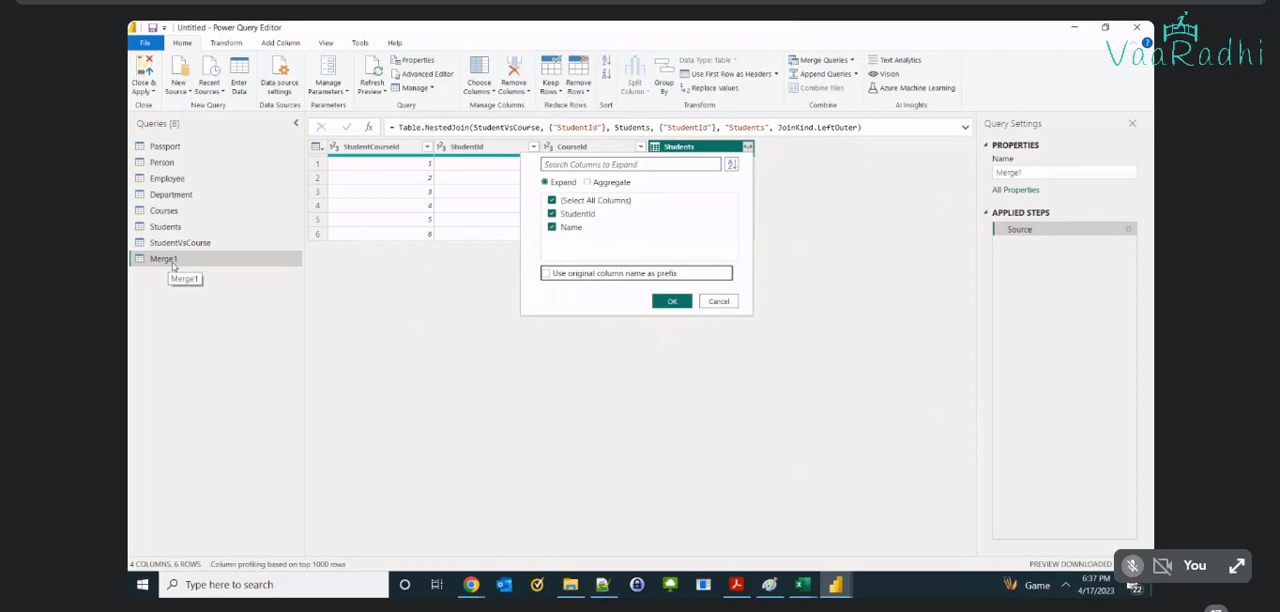 Untitled - Power Query Editor
VaaRadhi
File Home Transform Add Column View Tools Help
Close & Apply New Source Recent Sources Enter Data Data source settings Manage Parameters Refresh Preview Properties Advanced Editor Manage Choose Columns Remove Columns Keep Rows Remove Rows Split Column Group By Data Type: Table Use First Row as Headers Replace Values Merge Queries Append Queries Combine Files Text Analytics Vision Azure Machine Learning
Close New Query Data Sources Parameters Query Manage Columns Reduce Rows Sort Transform Combine AI Insights
Queries [8]
Passport
Person
Employee
Department
Courses
Students
StudentVsCourse
Merge1
Merge1
fx = Table.NestedJoin(StudentVsCourse, {"StudentId"}, Students, {"StudentId"}, "Students", JoinKind.LeftOuter)
StudentCourseId StudentId CourseId Students
1 1
2 2
3 3
4 4
5 5
6 6
Search Columns to Expand
Expand Aggregate
(Select All Columns)
StudentId
Name
Use original column name as prefix
OK Cancel
Query Settings
PROPERTIES
Name
Merge1
All Properties
APPLIED STEPS
Source
4 COLUMNS, 6 ROWS Column profiling based on top 1000 rows
PREVIEW DOWNLOADED
You
Type here to search
Game
6:37 PM
4/17/2023
22